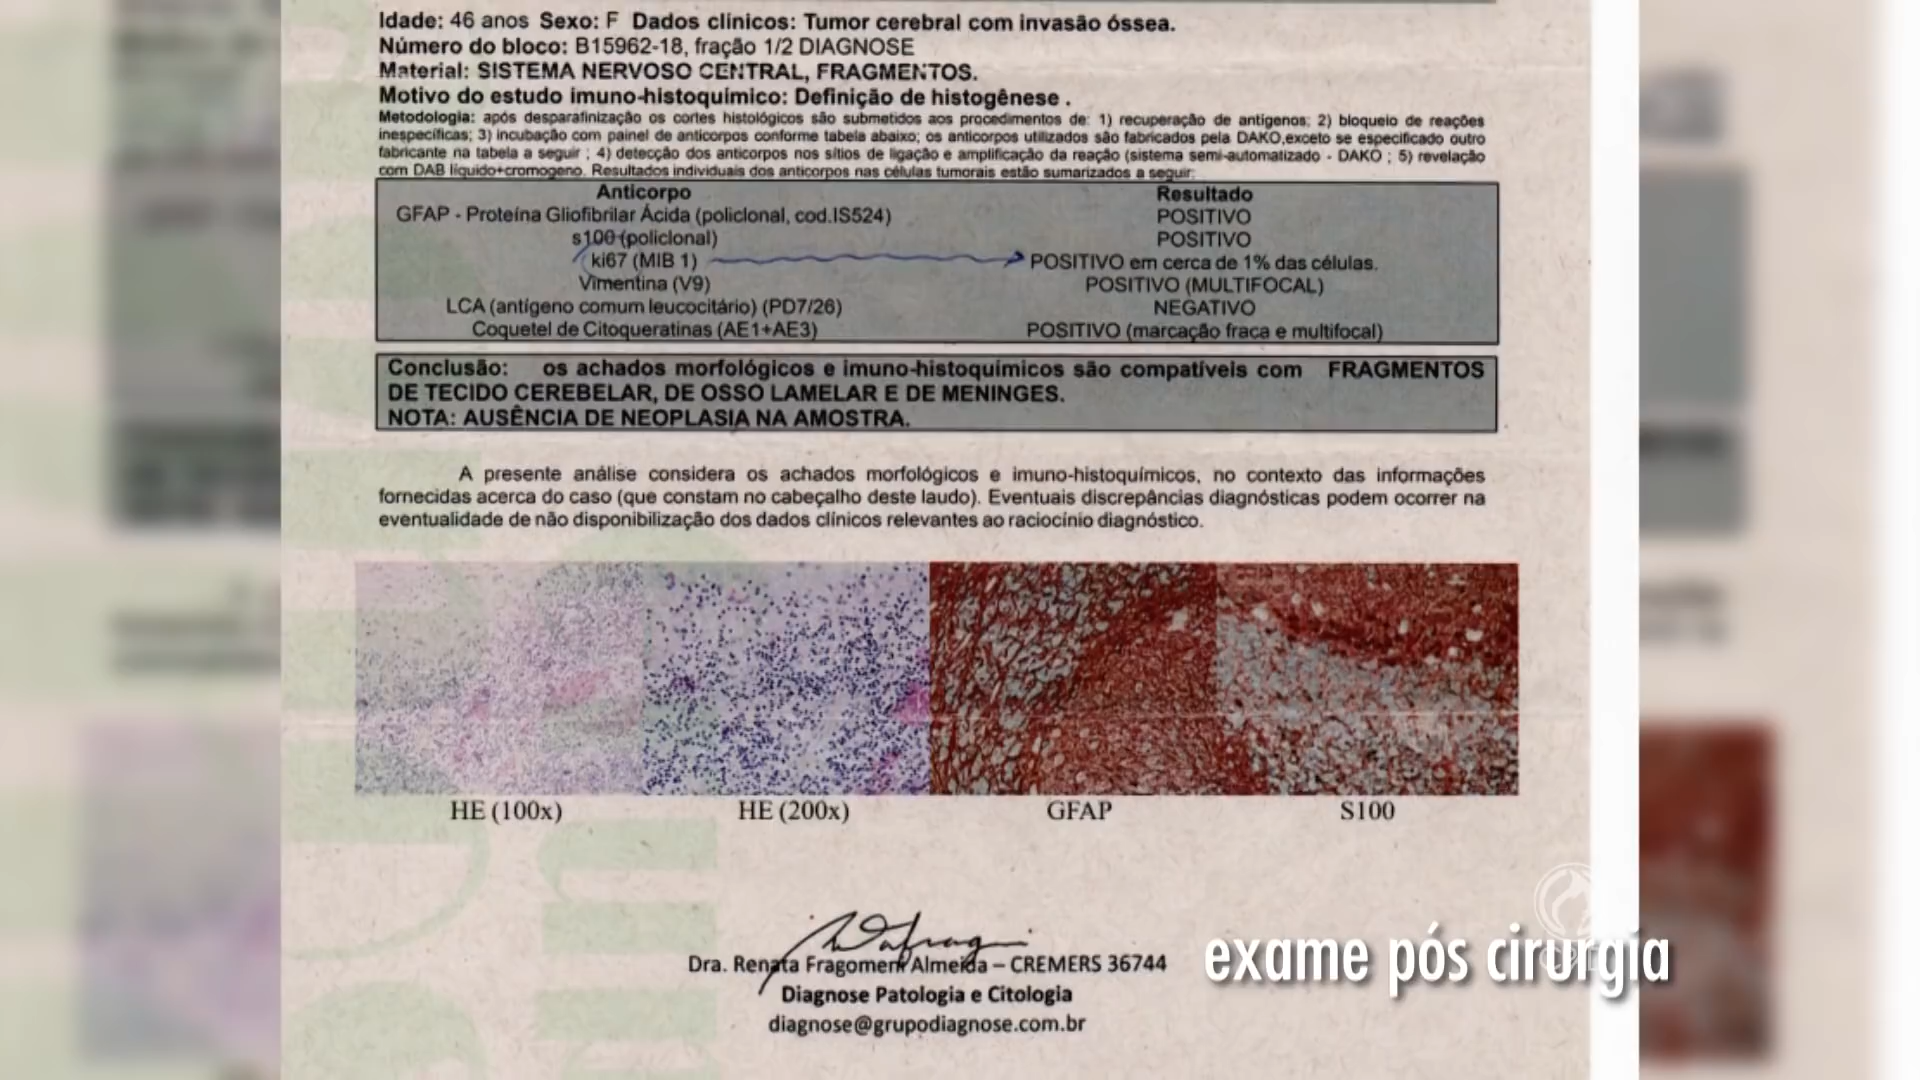 Idade: 46 anos Sexo: F Dados clínicos: Tumor cerebral com invasão óssea.
Número do bloco: B15962-18, fração 1/2 DIAGNOSE
Material: SISTEMA NERVOSO CENTRAL, FRAGMENTOS.
Motivo do estudo imuno-histoquímico: Definição de histogênese .
Metodologia: após desparafinização os cortes histológicos são submetidos aos procedimentos de: 1) recuperação de antígenos; 2) bloqueio de reações
inespecíficas; 3) incubação com painel de anticorpos conforme tabela abaixo; os anticorpos utilizados são fabricados pela DAKO,exceto se especificado outro
fabricante na tabela a seguir ; 4) detecção dos anticorpos nos sítios de ligação e amplificação da reação (sistema semi-automatizado - DAKO ; 5) revelação
com DAB líquido+cromogeno. Resultados individuais dos anticorpos nas células tumorais estão sumarizados a seguir:
Anticorpo Resultado
GFAP - Proteína Gliofibrilar Ácida (policlonal, cod.IS524) POSITIVO
s100 (policlonal) POSITIVO
ki67 (MIB 1) POSITIVO em cerca de 1% das células.
Vimentina (V9) POSITIVO (MULTIFOCAL)
LCA (antígeno comum leucocitário) (PD7/26) NEGATIVO
Coquetel de Citoqueratinas (AE1+AE3) POSITIVO (marcação fraca e multifocal)
Conclusão: os achados morfológicos e imuno-histoquímicos são compatíveis com FRAGMENTOS
DE TECIDO CEREBELAR, DE OSSO LAMELAR E DE MENINGES.
NOTA: AUSÊNCIA DE NEOPLASIA NA AMOSTRA.
A presente análise considera os achados morfológicos e imuno-histoquímicos, no contexto das informações
fornecidas acerca do caso (que constam no cabeçalho deste laudo). Eventuais discrepâncias diagnósticas podem ocorrer na
eventualidade de não disponibilização dos dados clínicos relevantes ao raciocínio diagnóstico.
HE (100x) HE (200x) GFAP S100
Dra. Renata Fragomeni Almeida – CREMERS 36744
Diagnose Patologia e Citologia
diagnose@grupodiagnose.com.br
exame pós cirurgia